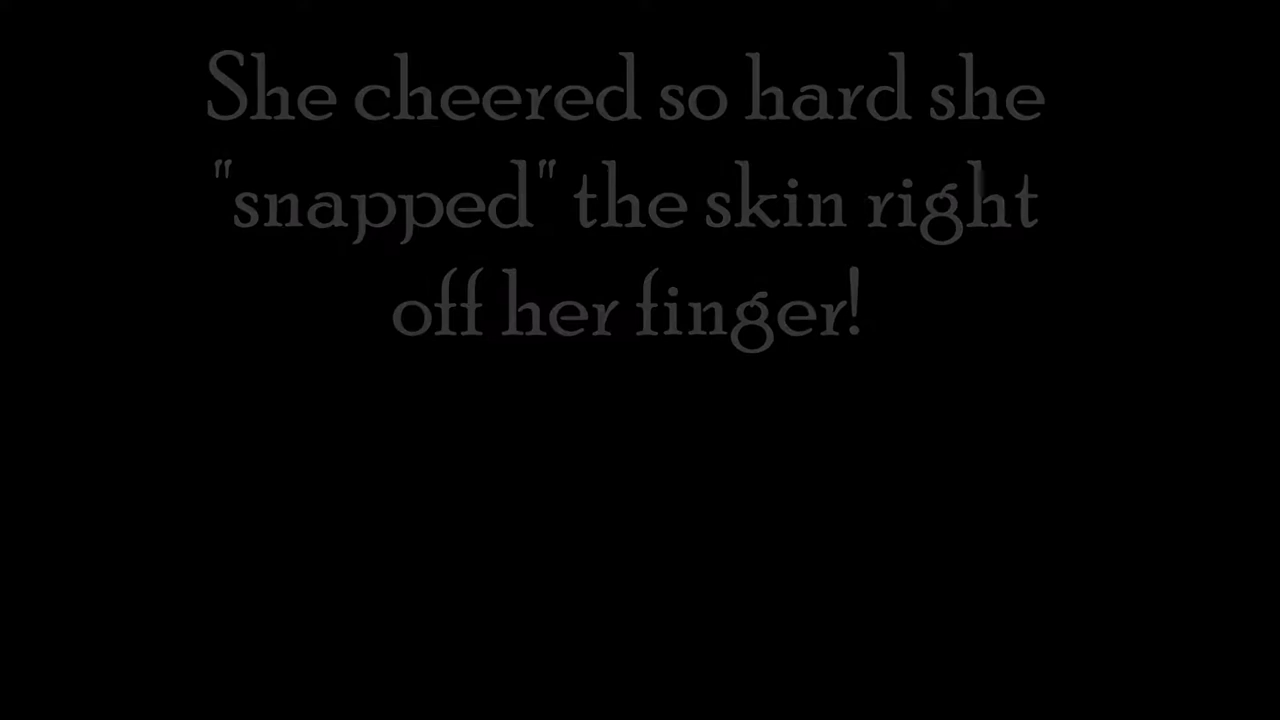 She cheered so hard she
"snapped" the skin right
off her finger!